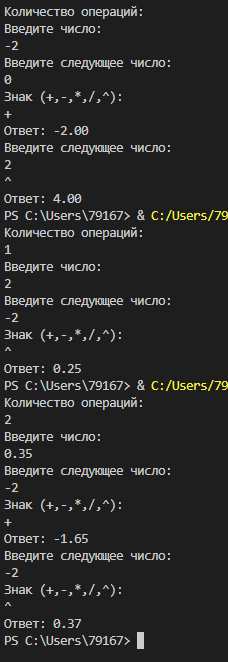 Количество операций:
Введите число:
-2
Введите следующее число:
0
Знак (+,-,*,/,^):
+
Ответ: -2.00
Введите следующее число:
2
^
Ответ: 4.00
PS C:\Users\79167> & C:/Users/79
Количество операций:
1
Введите число:
2
Введите следующее число:
-2
Знак (+,-,*,/,^):
^
Ответ: 0.25
PS C:\Users\79167> & C:/Users/79
Количество операций:
2
Введите число:
0.35
Введите следующее число:
-2
Знак (+,-,*,/,^):
+
Ответ: -1.65
Введите следующее число:
-2
Знак (+,-,*,/,^):
^
Ответ: 0.37
PS C:\Users\79167>